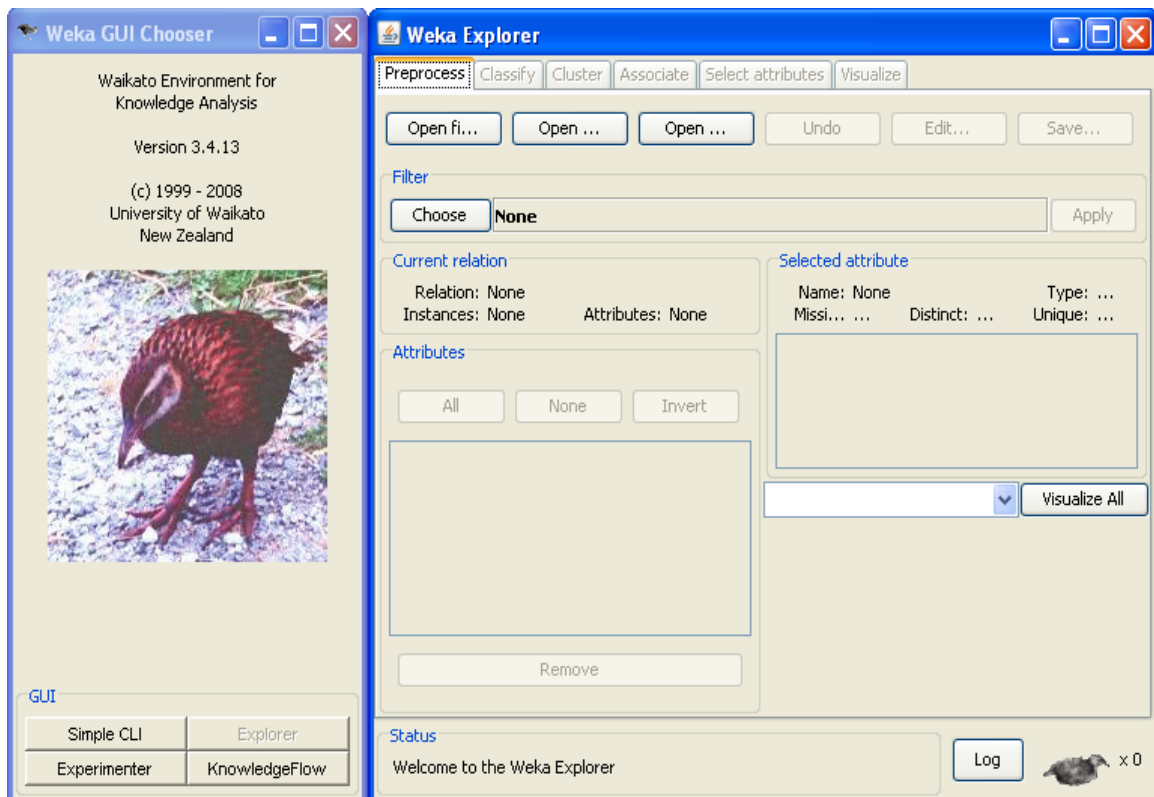 Weka GUI Chooser
Waikato Environment for
Knowledge Analysis
Version 3.4.13
(c) 1999 - 2008
University of Waikato
New Zealand
GUI
Simple CLI Explorer
Experimenter KnowledgeFlow
Weka Explorer
Preprocess Classify Cluster Associate Select attributes Visualize
Open fi... Open ... Open ... Undo Edit... Save...
Filter
Choose None Apply
Current relation
Relation: None
Instances: None Attributes: None
Attributes
All None Invert
Remove
Selected attribute
Name: None Type: ...
Missi... ... Distinct: ... Unique: ...
Visualize All
Status
Welcome to the Weka Explorer
Log x 0